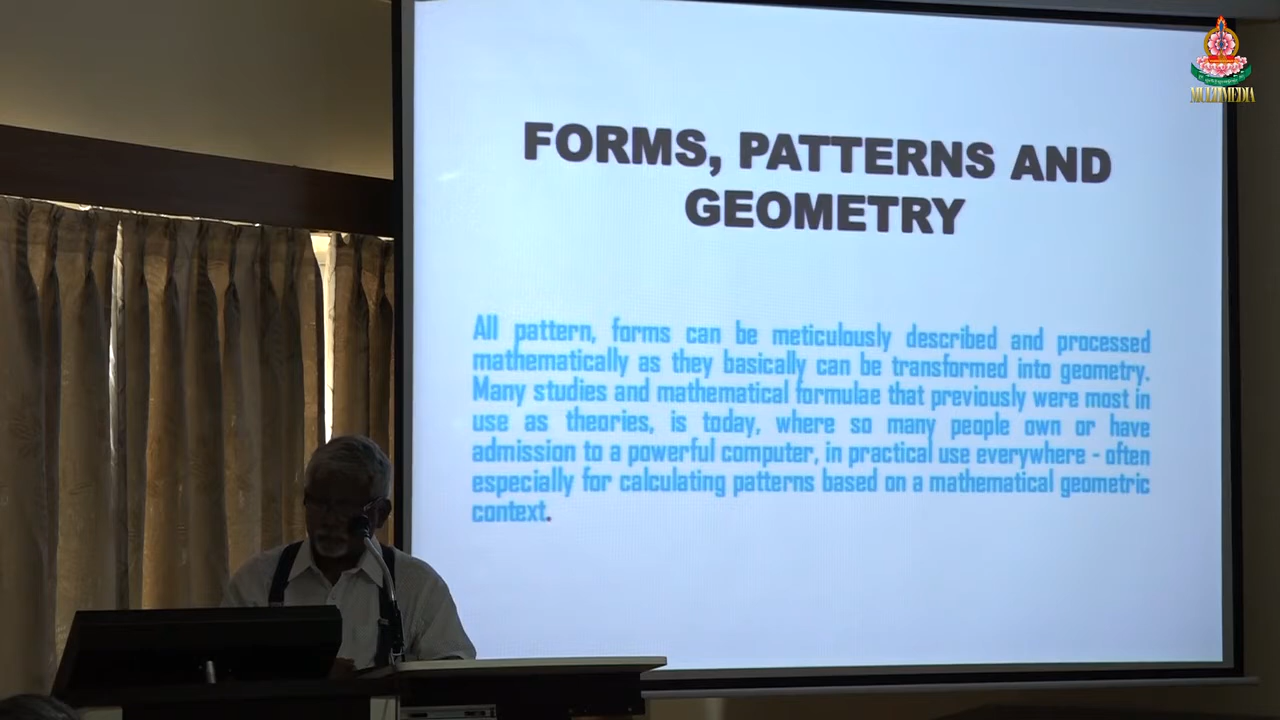 MULTIMEDIA
FORMS, PATTERNS AND
GEOMETRY
All pattern, forms can be meticulously described and processed
mathematically as they basically can be transformed into geometry.
Many studies and mathematical formulae that previously were most in
use as theories, is today, where so many people own or have
admission to a powerful computer, in practical use everywhere - often
especially for calculating patterns based on a mathematical geometric
context.